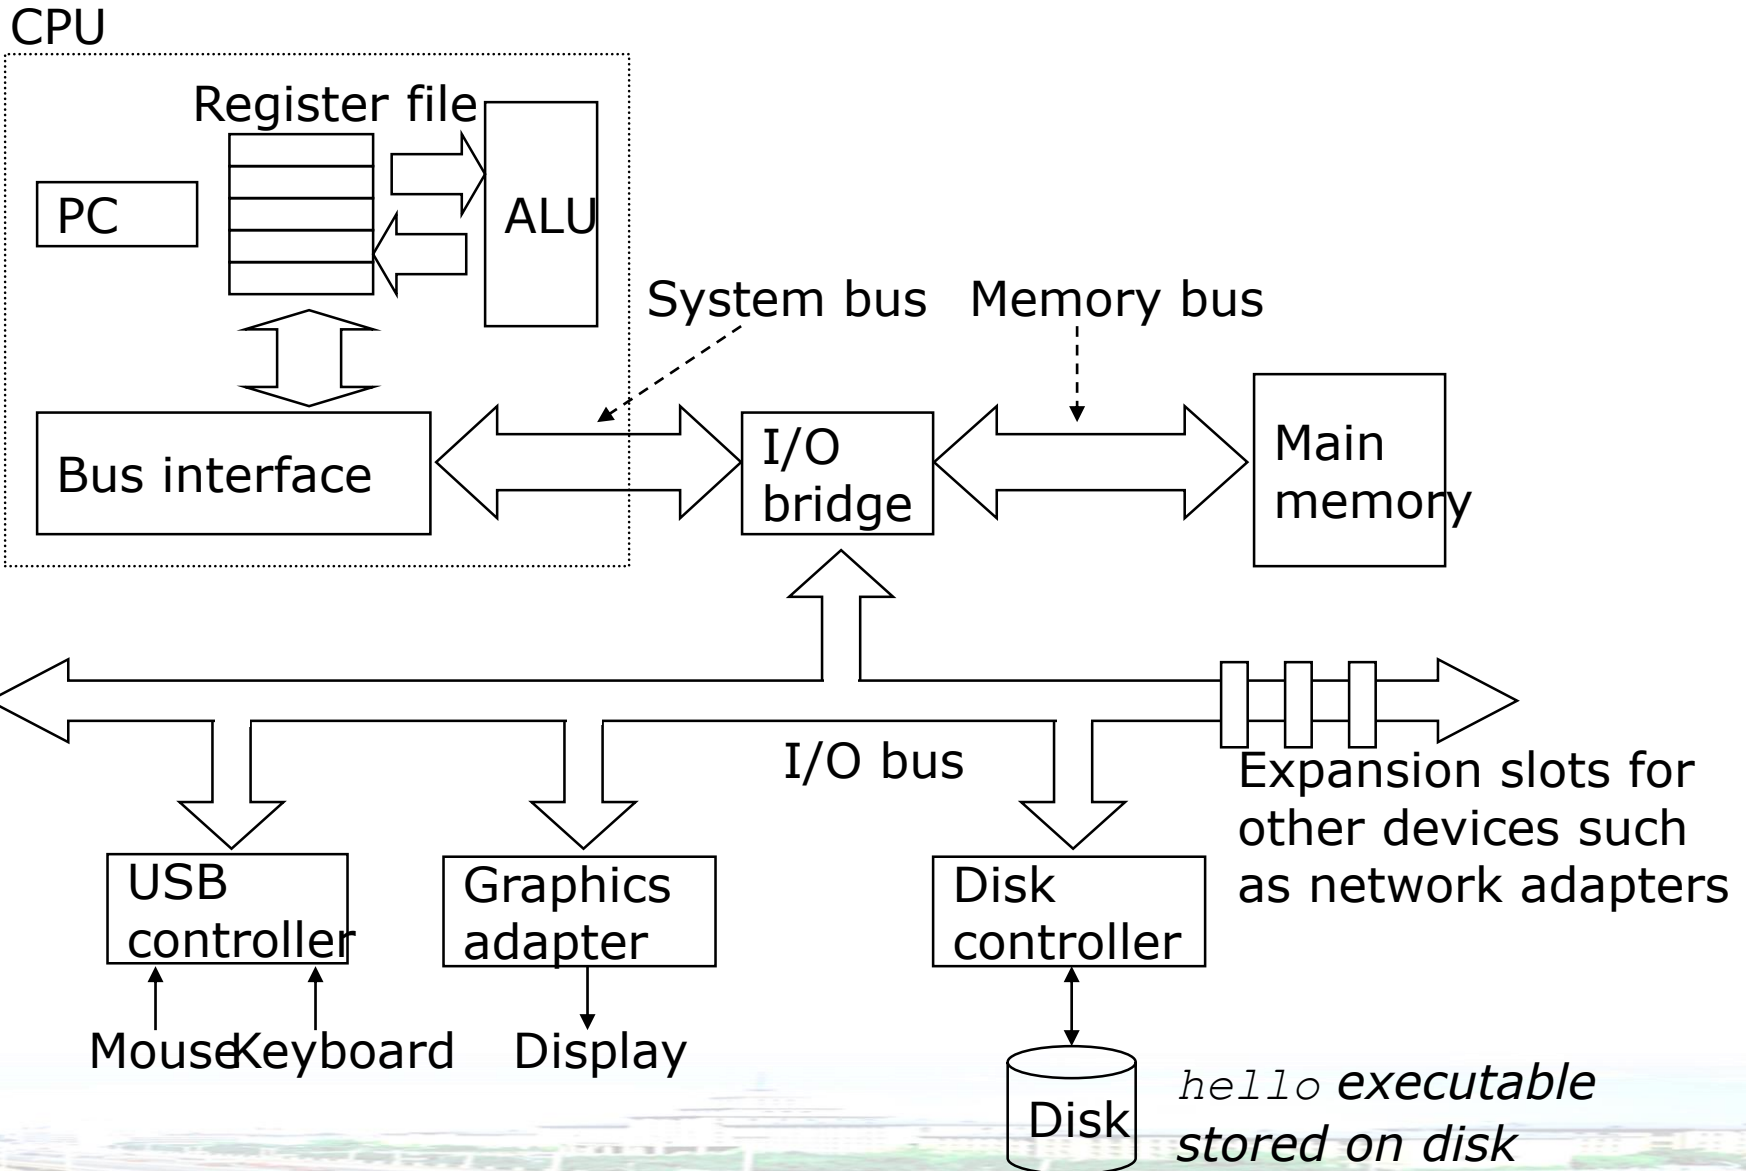 CPU
Register file
PC
ALU
System bus
Memory bus
Bus interface
I/O
bridge
Main
memory
I/O bus
Expansion slots for
other devices such
as network adapters
USB
controller
Graphics
adapter
Disk
controller
Mouse
Keyboard
Display
Disk
hello executable
stored on disk